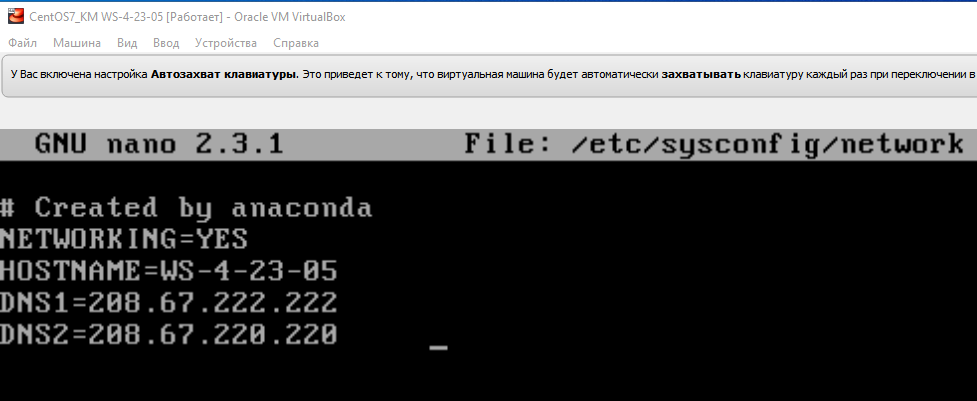 CentOS7_KM WS-4-23-05 [Работает] - Oracle VM VirtualBox
Файл Машина Вид Ввод Устройства Справка
У Вас включена настройка Автозахват клавиатуры. Это приведет к тому, что виртуальная машина будет автоматически захватывать клавиатуру каждый раз при переключении в
GNU nano 2.3.1 File: /etc/sysconfig/network
# Created by anaconda
NETWORKING=YES
HOSTNAME=WS-4-23-05
DNS1=208.67.222.222
DNS2=208.67.220.220